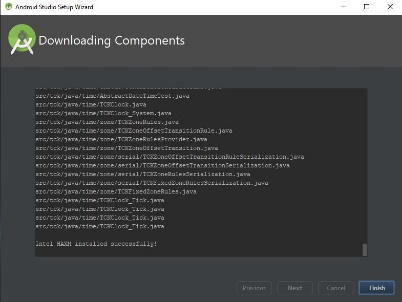 Android Studio Setup Wizard
Downloading Components
src/tck/java/time/AbstractDateTimeTest.java
src/tck/java/time/TCKClock.java
src/tck/java/time/TCKClock_System.java
src/tck/java/time/zone/TCKZoneRules.java
src/tck/java/time/zone/TCKZoneOffsetTransitionRule.java
src/tck/java/time/zone/TCKZoneRulesProvider.java
src/tck/java/time/zone/TCKZoneOffsetTransition.java
src/tck/java/time/zone/serial/TCKZoneOffsetTransitionRuleSerialization.java
src/tck/java/time/zone/serial/TCKZoneOffsetTransitionSerialization.java
src/tck/java/time/zone/serial/TCKZoneRulesSerialization.java
src/tck/java/time/zone/serial/TCKFixedZoneRulesSerialization.java
src/tck/java/time/zone/TCKFixedZoneRules.java
src/tck/java/time/TCKClock_Tick.java
src/tck/java/time/TCKClock_Tick.java
src/tck/java/time/TCKClock_Tick.java
src/tck/java/time/TCKClock_Tick.java
Intel HAXM installed successfully!
Previous
Next
Cancel
Finish